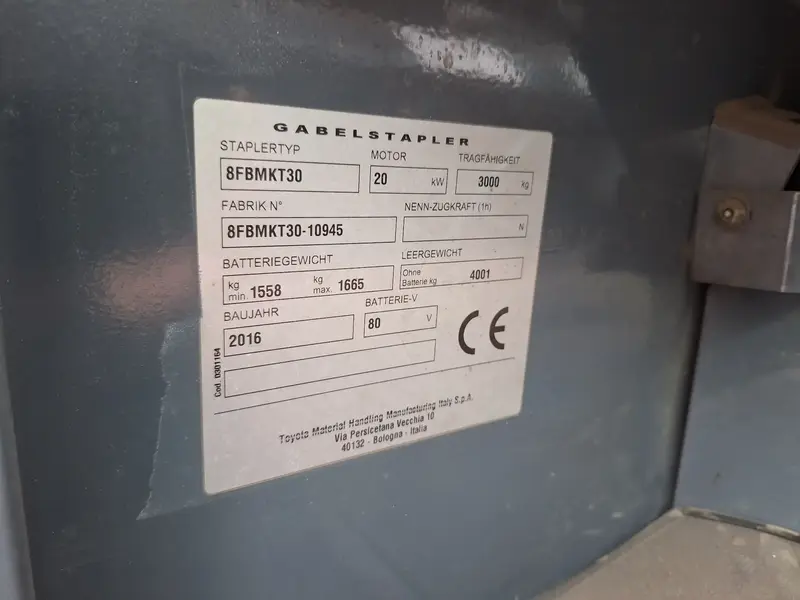 GABELSTAPLER
STAPLERTYP MOTOR TRAGFÄHIGKEIT
8FBMKT30 20 kW 3000 kg
FABRIK N° NENN-ZUGKRAFT (1h)
8FBMKT30-10945 N
BATTERIEGEWICHT LEERGEWICHT
kg min. 1558 kg max. 1665 Ohne Batterie kg 4001
BAUJAHR BATTERIE-V
2016 80 V
CE
Cod. D301164
Toyota Material Handling Manufacturing Italy S.p.A.
Via Persicetana Vecchia 10
40132 - Bologna - Italia